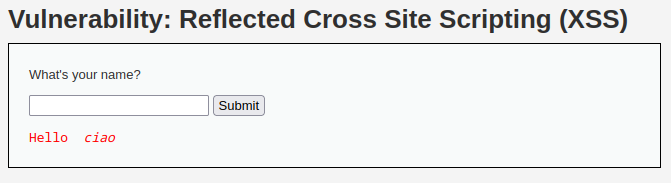 Vulnerability: Reflected Cross Site Scripting (XSS)
What's your name?
Submit
Hello ciao